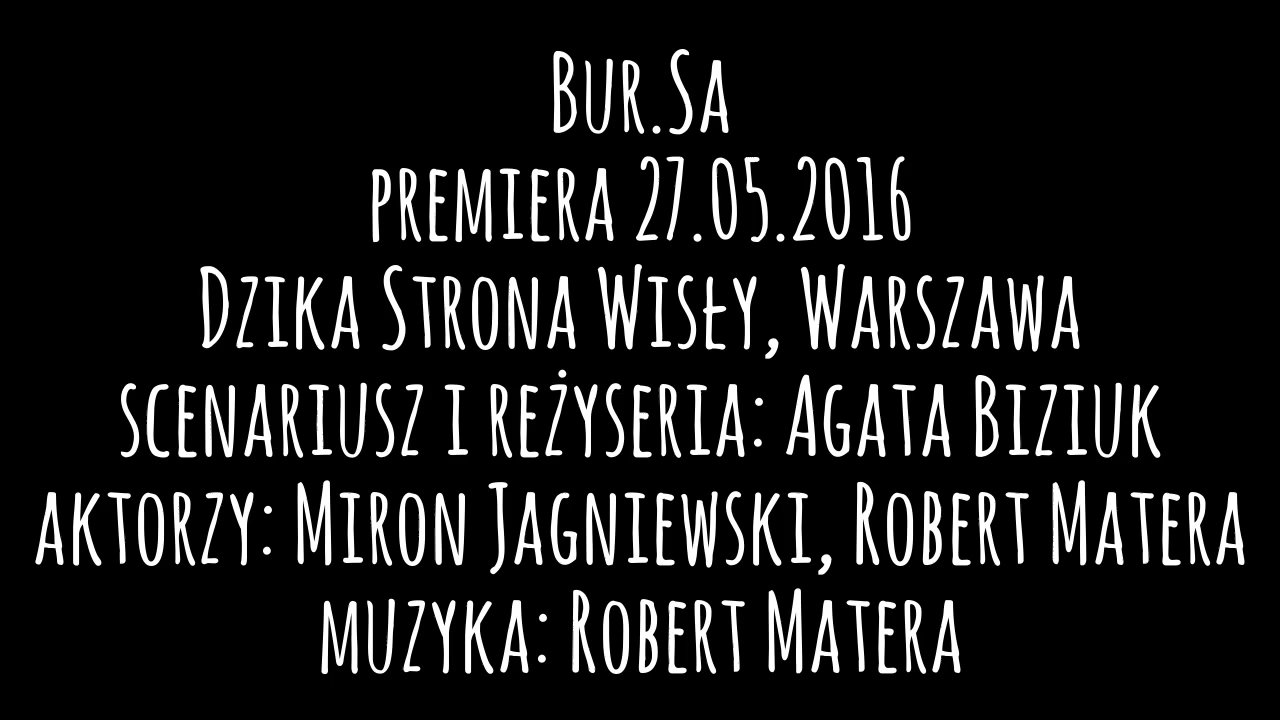 Bur.Sa
premiera 27.05.2016
Dzika Strona Wisły, Warszawa
scenariusz i reżyseria: Agata Biziuk
aktorzy: Miron Jagniewski, Robert Matera
muzyka: Robert Matera